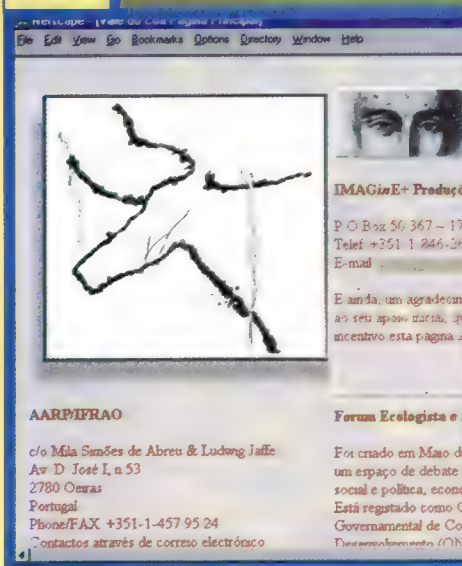 Netscape - [Vale do Coa Página Principal]
File Edit View Go Bookmarks Options Directory Window Help
IMAGinE+ Produç
P O Box 50 367 – 17
Telef +351 1 846-
E-mail
E ainda, um agradecim
ao seu apoio inicial, q
incentivo esta pagina
AARP/IFRAO
c/o Mila Simões de Abreu & Ludwig Jaffe
Av D José I, n 53
2780 Oeiras
Portugal
Phone/FAX +351-1-457 95 24
Contactos através de correio electrónico
Forum Ecologista e
Foi criado em Maio d
um espaço de debate
social e política, econo
Está registado como O
Governamental de Co
Desenvolvimento (ON